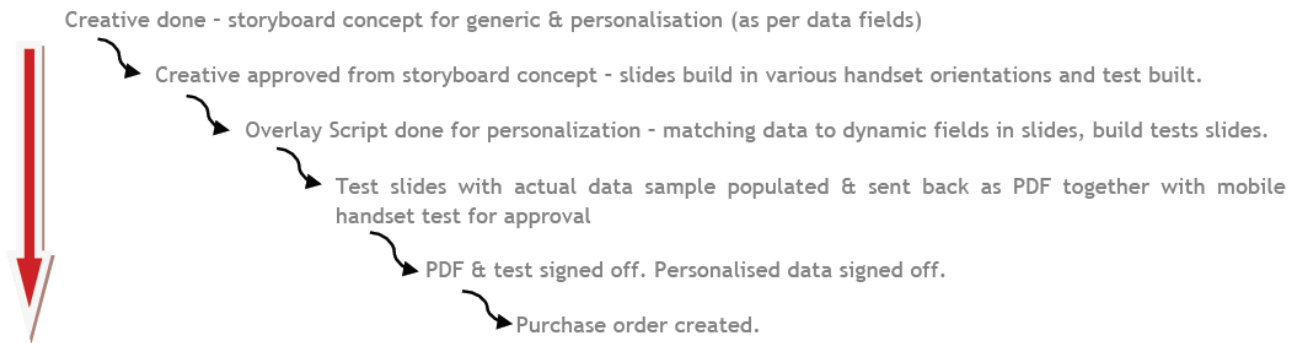 Creative done – storyboard concept for generic & personalisation (as per data fields)
Creative approved from storyboard concept – slides build in various handset orientations and test built.
Overlay Script done for personalization – matching data to dynamic fields in slides, build tests slides.
Test slides with actual data sample populated & sent back as PDF together with mobile
handset test for approval
PDF & test signed off. Personalised data signed off.
Purchase order created.